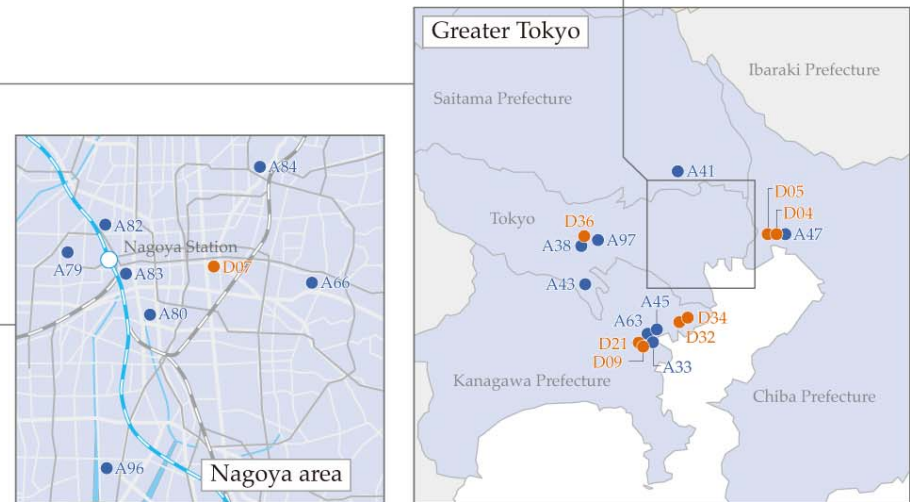 Greater Tokyo
Ibaraki Prefecture
Saitama Prefecture
A41
D05
D04
A47
Tokyo
D36
A38
A97
A43
A45
A63
D34
D32
D21
D09
A33
Kanagawa Prefecture
Chiba Prefecture
A84
A82
Nagoya Station
A79
A83
D07
A66
A80
A96
Nagoya area